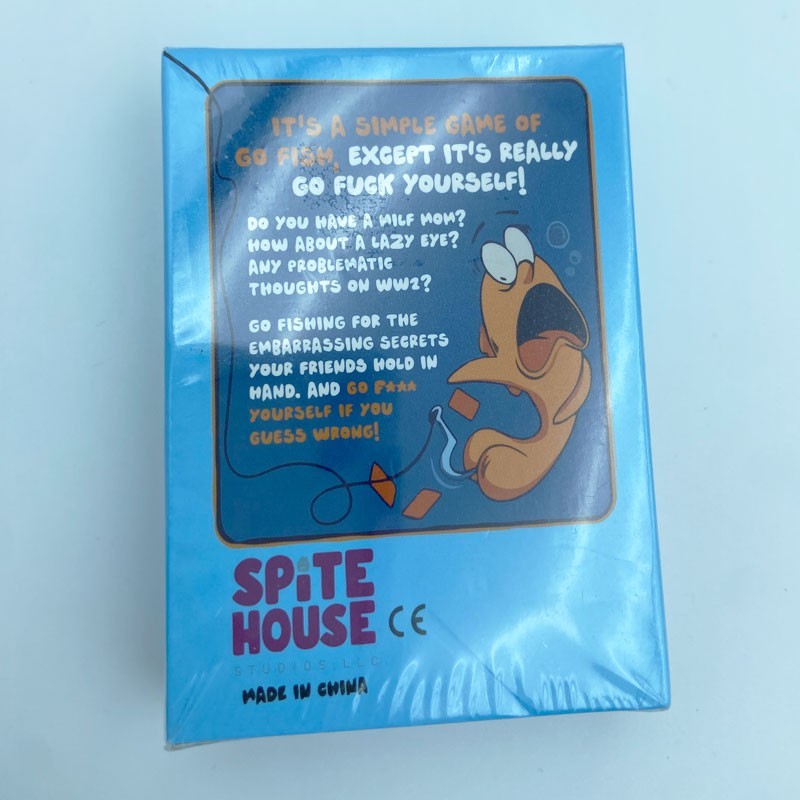 IT'S A SIMPLE GAME OF
GO FISH, EXCEPT IT'S REALLY
GO FUCK YOURSELF!
DO YOU HAVE A MILF MOM?
HOW ABOUT A LAZY EYE?
ANY PROBLEMATIC
THOUGHTS ON WW2?
GO FISHING FOR THE
EMBARRASSING SECRETS
YOUR FRIENDS HOLD IN
HAND. AND GO F***
YOURSELF IF YOU
GUESS WRONG!
SPiTE
HOUSE CE
STUDIOS, LLC
MADE IN CHINA